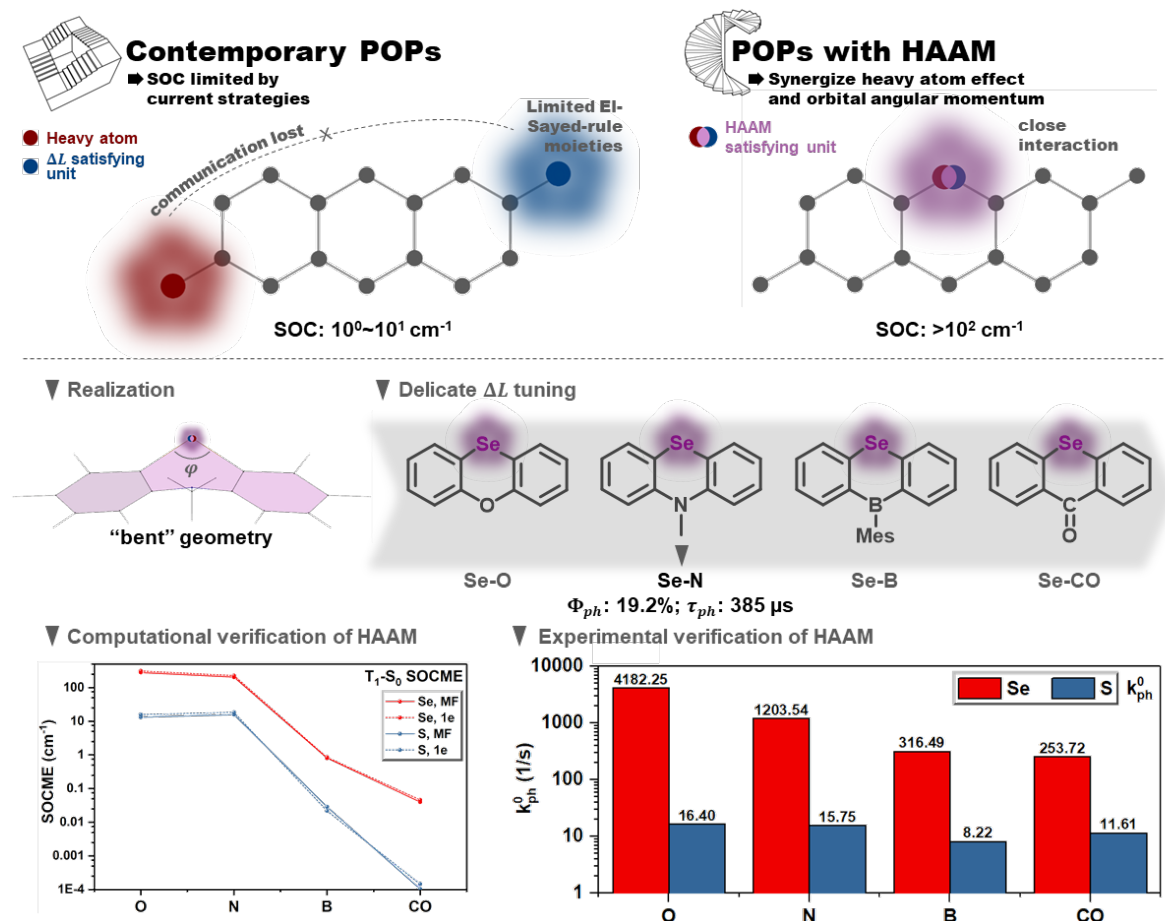 Contemporary POPs
SOC limited by
current strategies
Heavy atom
ΔL satisfying
unit
communication lost
Limited El-
Sayed-rule
moieties
SOC: 10⁰~10¹ cm⁻¹
POPs with HAAM
Synergize heavy atom effect
and orbital angular momentum
HAAM
satisfying unit
close
interaction
SOC: >10² cm⁻¹
Realization
φ
“bent” geometry
Delicate ΔL tuning
Se
O
Se-O
Se
N
Se-N
Se
B
Mes
Se-B
Se
C
O
Se-CO
Φph: 19.2%; τph: 385 μs
Computational verification of HAAM
T₁-S₀ SOCME
Se, MF
Se, 1e
S, MF
S, 1e
SOCME (cm⁻¹)
100
10
1
0.1
0.01
0.001
1E-4
O N B CO
Experimental verification of HAAM
Se S k⁰ph
k⁰ph (1/s)
10000
1000
100
10
1
4182.25
16.40
1203.54
15.75
316.49
8.22
253.72
11.61
O N B CO